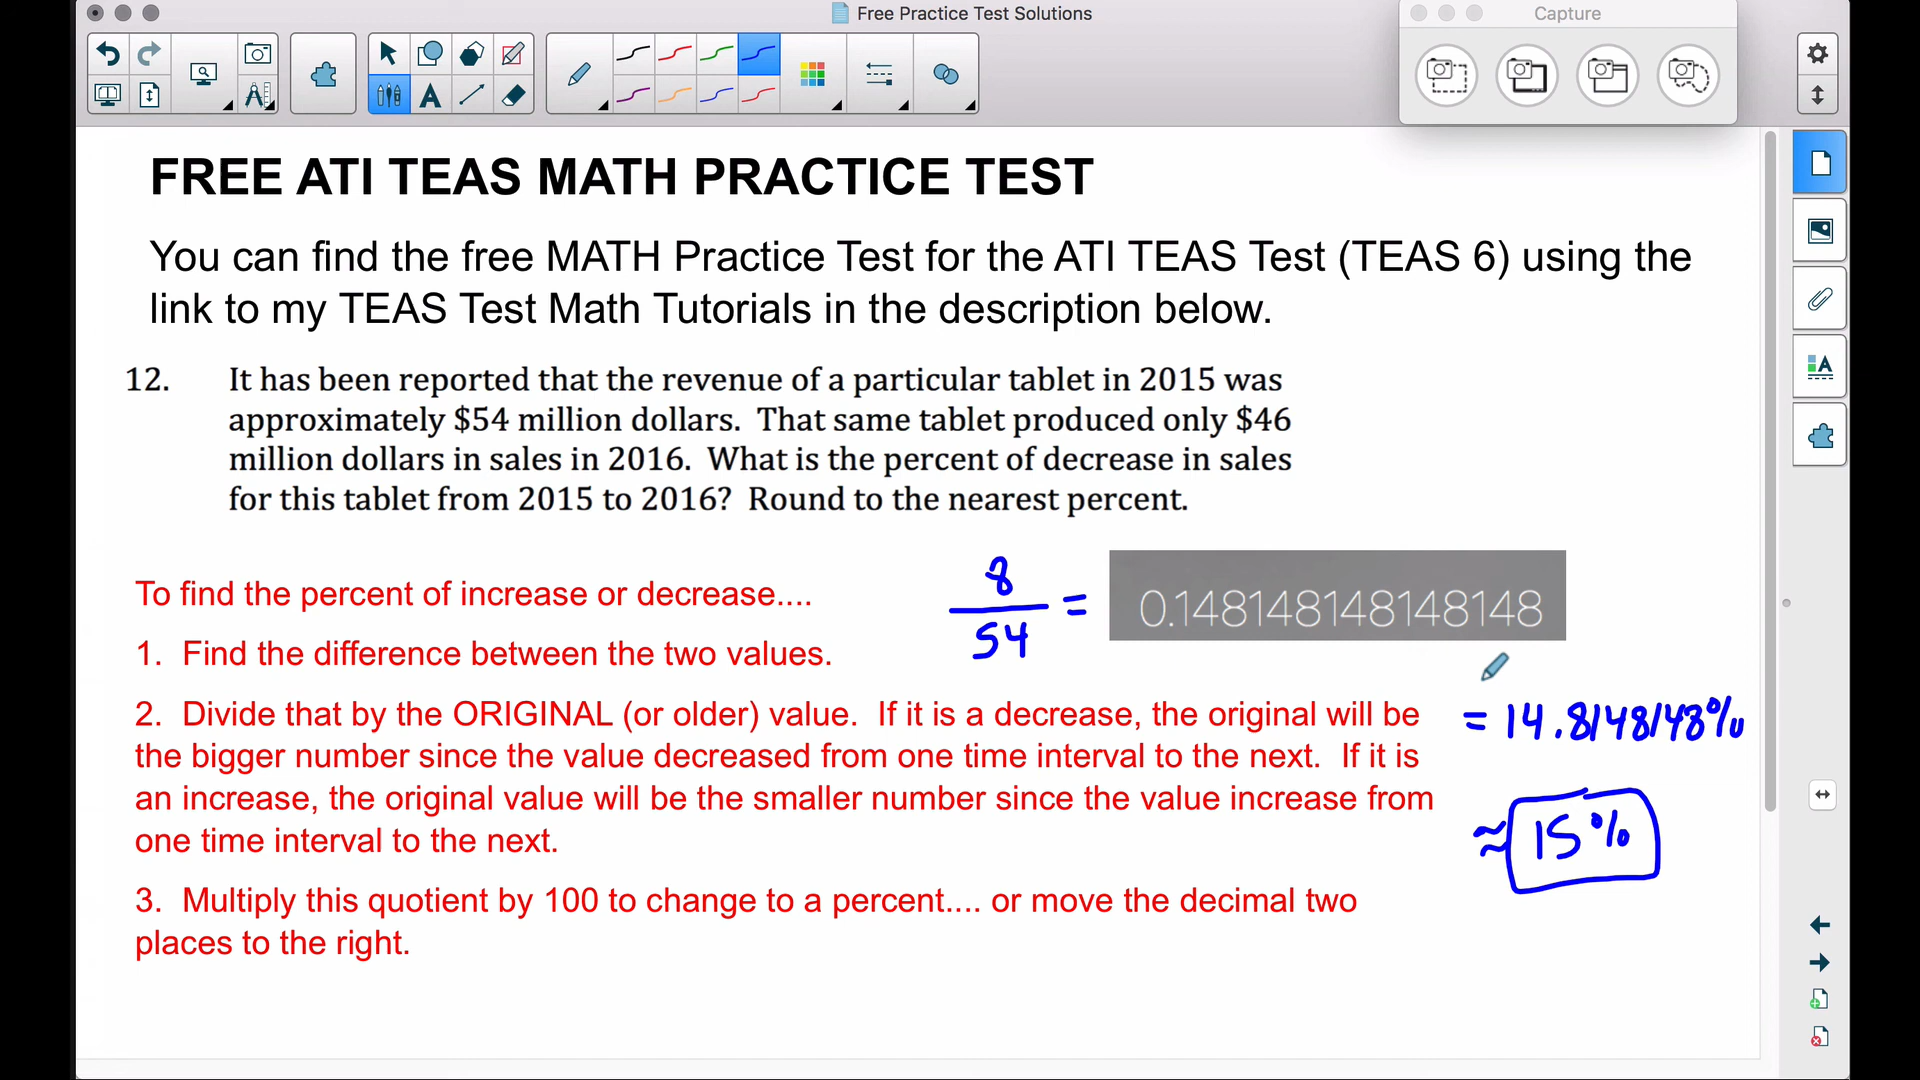 Free Practice Test Solutions
Capture
FREE ATI TEAS MATH PRACTICE TEST
You can find the free MATH Practice Test for the ATI TEAS Test (TEAS 6) using the
link to my TEAS Test Math Tutorials in the description below.
12. It has been reported that the revenue of a particular tablet in 2015 was
approximately $54 million dollars. That same tablet produced only $46
million dollars in sales in 2016. What is the percent of decrease in sales
for this tablet from 2015 to 2016? Round to the nearest percent.
8
54
= 0.148148148148148
To find the percent of increase or decrease....
1. Find the difference between the two values.
2. Divide that by the ORIGINAL (or older) value. If it is a decrease, the original will be
the bigger number since the value decreased from one time interval to the next. If it is
an increase, the original value will be the smaller number since the value increase from
one time interval to the next.
= 14.8148148%
≈ 15%
3. Multiply this quotient by 100 to change to a percent.... or move the decimal two
places to the right.